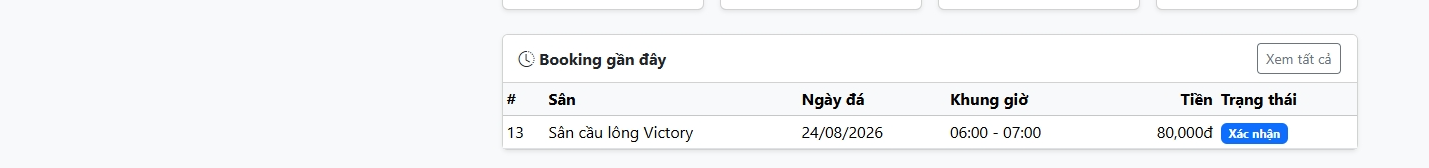 Booking gần đây
Xem tất cả
# Sân Ngày đá Khung giờ Tiền Trạng thái
13 Sân cầu lông Victory 24/08/2026 06:00 - 07:00 80,000đ Xác nhận